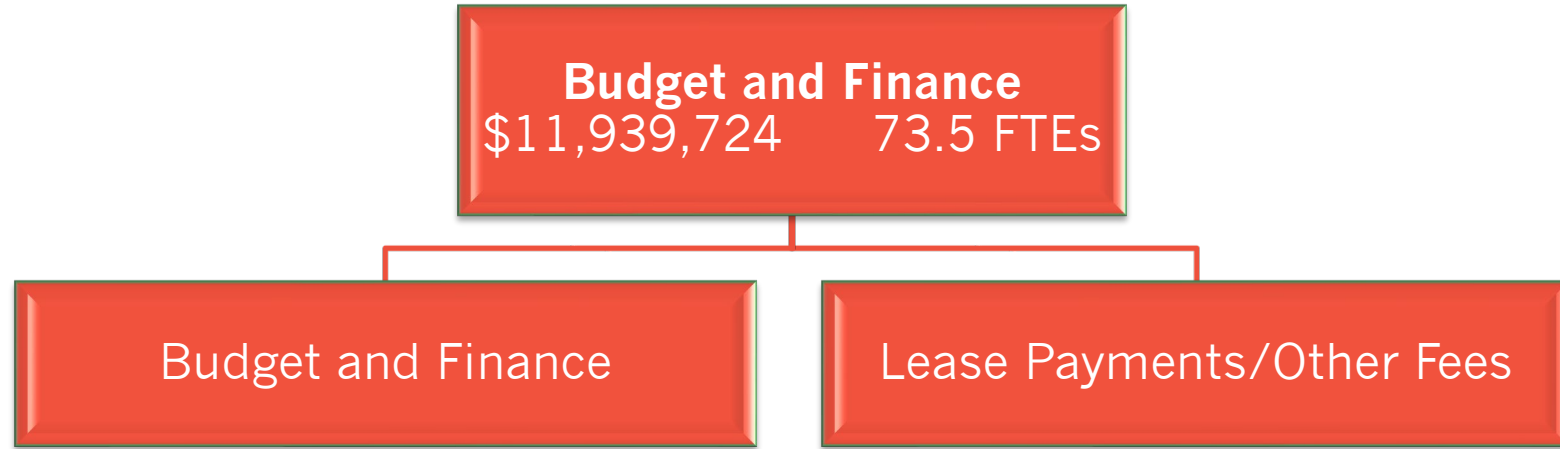 Budget and Finance
$11,939,724 73.5 FTEs
Budget and Finance
Lease Payments/Other Fees